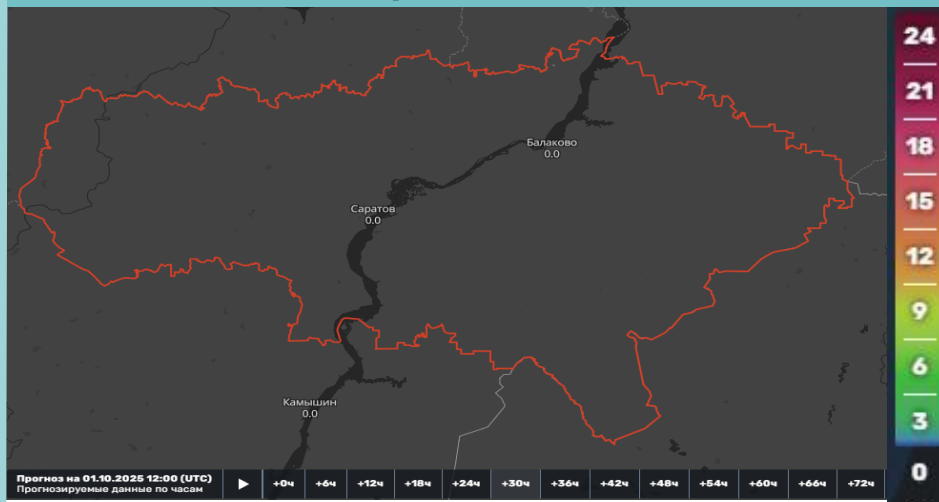 24
21
18
15
12
9
6
3
0
Балаково
0.0
Саратов
0.0
Камышин
0.0
Прогноз на 01.10.2025 12:00 (UTC)
Прогнозируемые данные по часам
+0ч +6ч +12ч +18ч +24ч +30ч +36ч +42ч +48ч +54ч +60ч +66ч +72ч